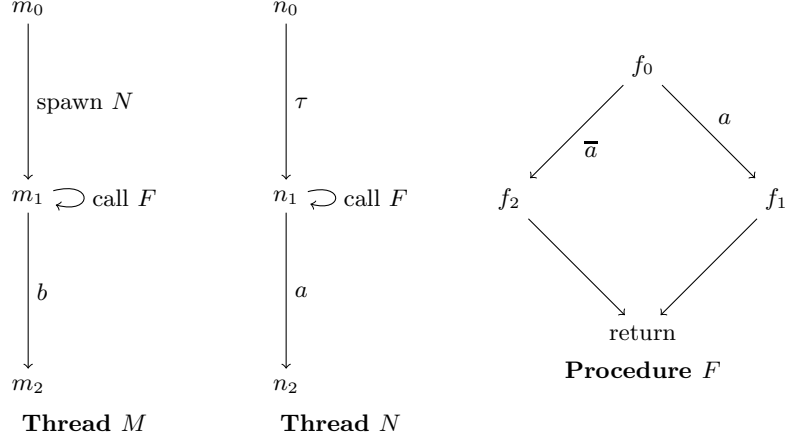 m₀
spawn N
m₁
call F
b
m₂
Thread M
n₀
τ
n₁
call F
a
n₂
Thread N
f₀
a̅
a
f₂
f₁
return
Procedure F